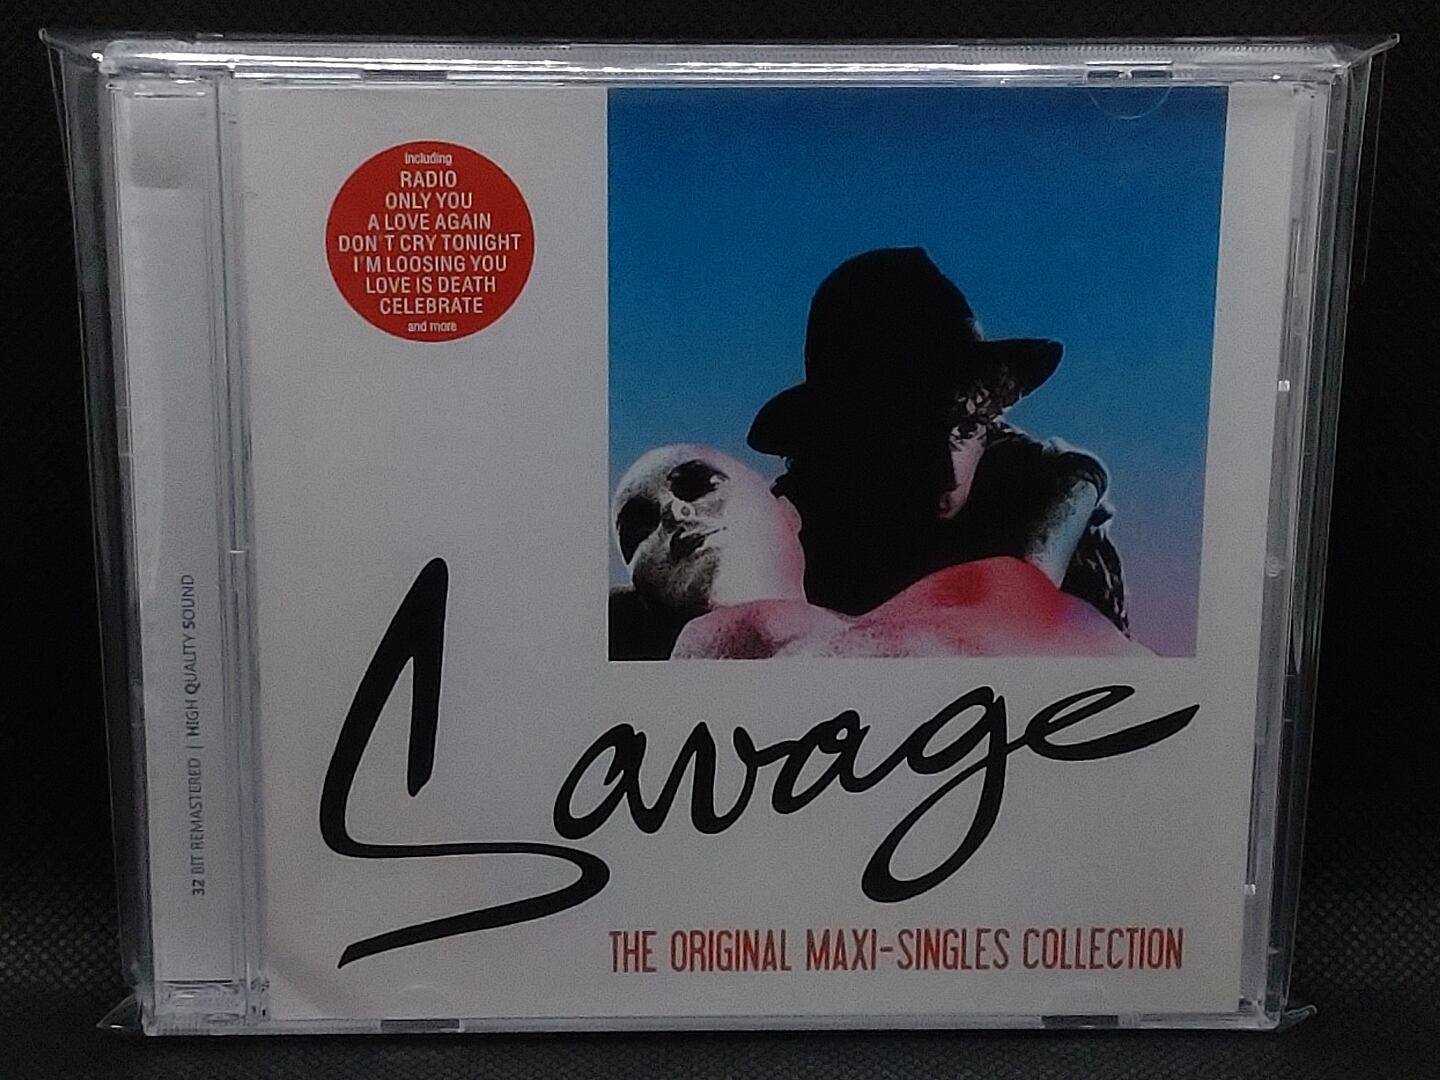 including
RADIO
ONLY YOU
A LOVE AGAIN
DON'T CRY TONIGHT
I'M LOOSING YOU
LOVE IS DEATH
CELEBRATE
and more
Savage
THE ORIGINAL MAXI-SINGLES COLLECTION
32 BIT REMASTERED | HIGH QUALITY SOUND